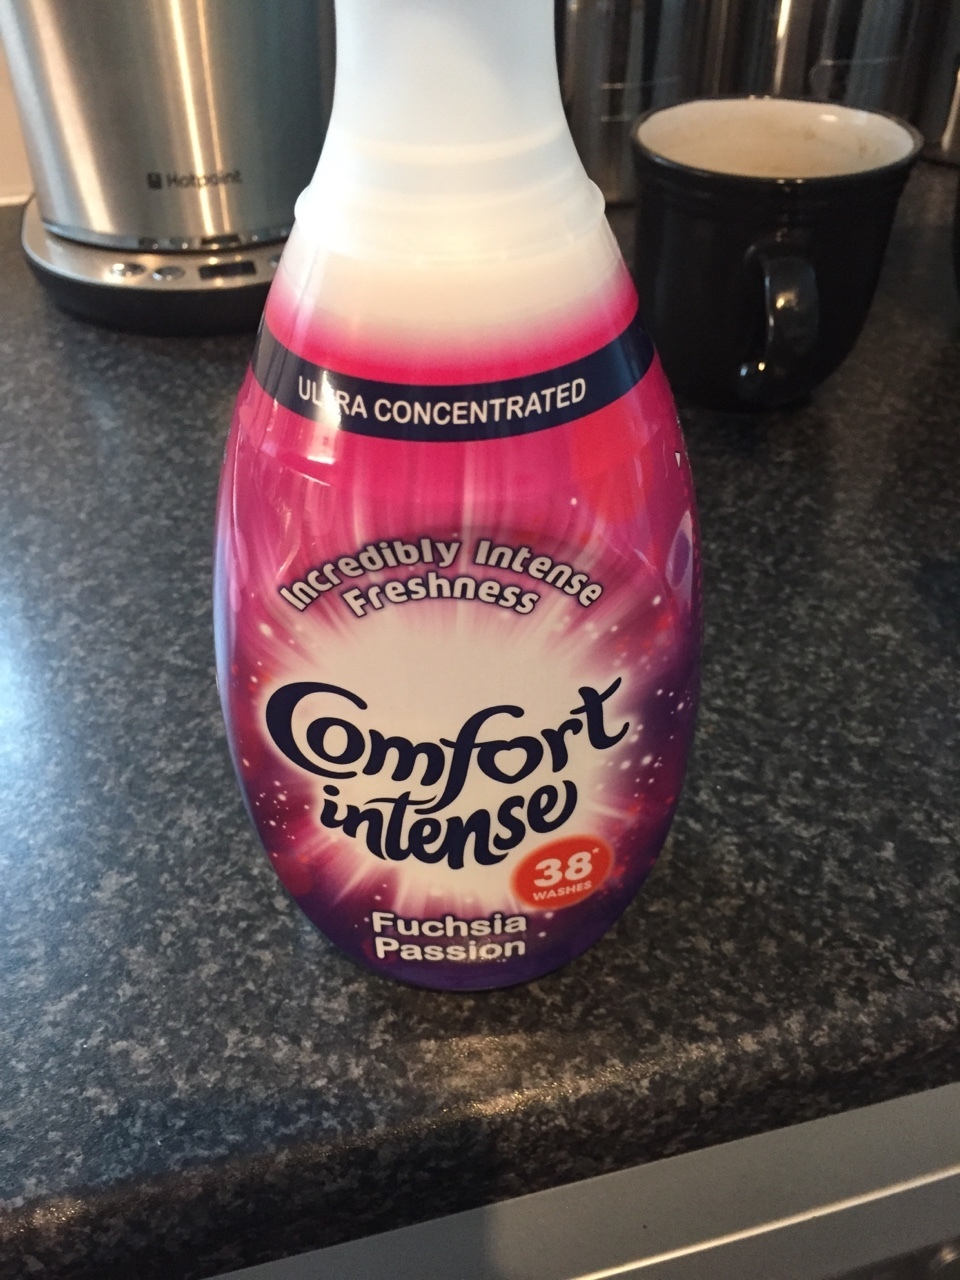 Hotpoint
ULTRA CONCENTRATED
Incredibly Intense
Freshness
Comfort
intense
38*
WASHES
Fuchsia
Passion